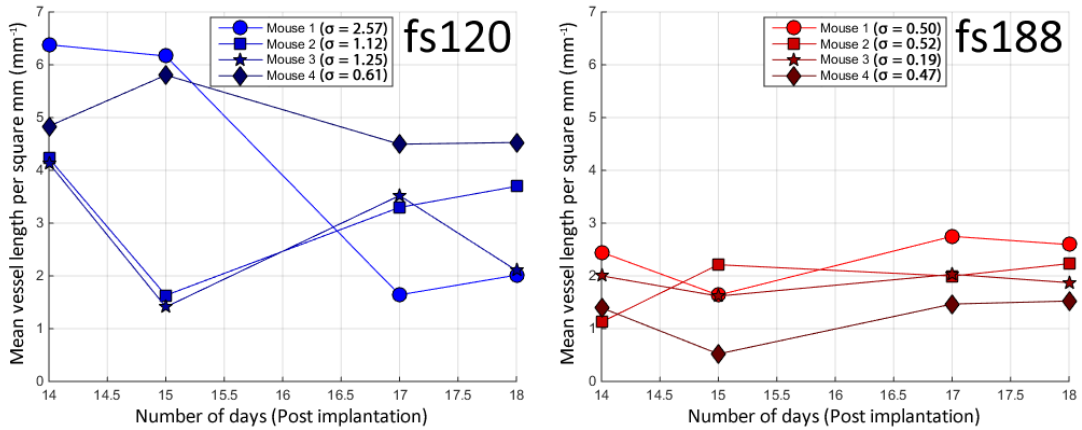 fs120
Mouse 1 (σ = 2.57)
Mouse 2 (σ = 1.12)
Mouse 3 (σ = 1.25)
Mouse 4 (σ = 0.61)
Mean vessel length per square mm (mm⁻¹)
7
6
5
4
3
2
1
0
14 14.5 15 15.5 16 16.5 17 17.5 18
Number of days (Post implantation)
fs188
Mouse 1 (σ = 0.50)
Mouse 2 (σ = 0.52)
Mouse 3 (σ = 0.19)
Mouse 4 (σ = 0.47)
Mean vessel length per square mm (mm⁻¹)
7
6
5
4
3
2
1
0
14 14.5 15 15.5 16 16.5 17 17.5 18
Number of days (Post implantation)